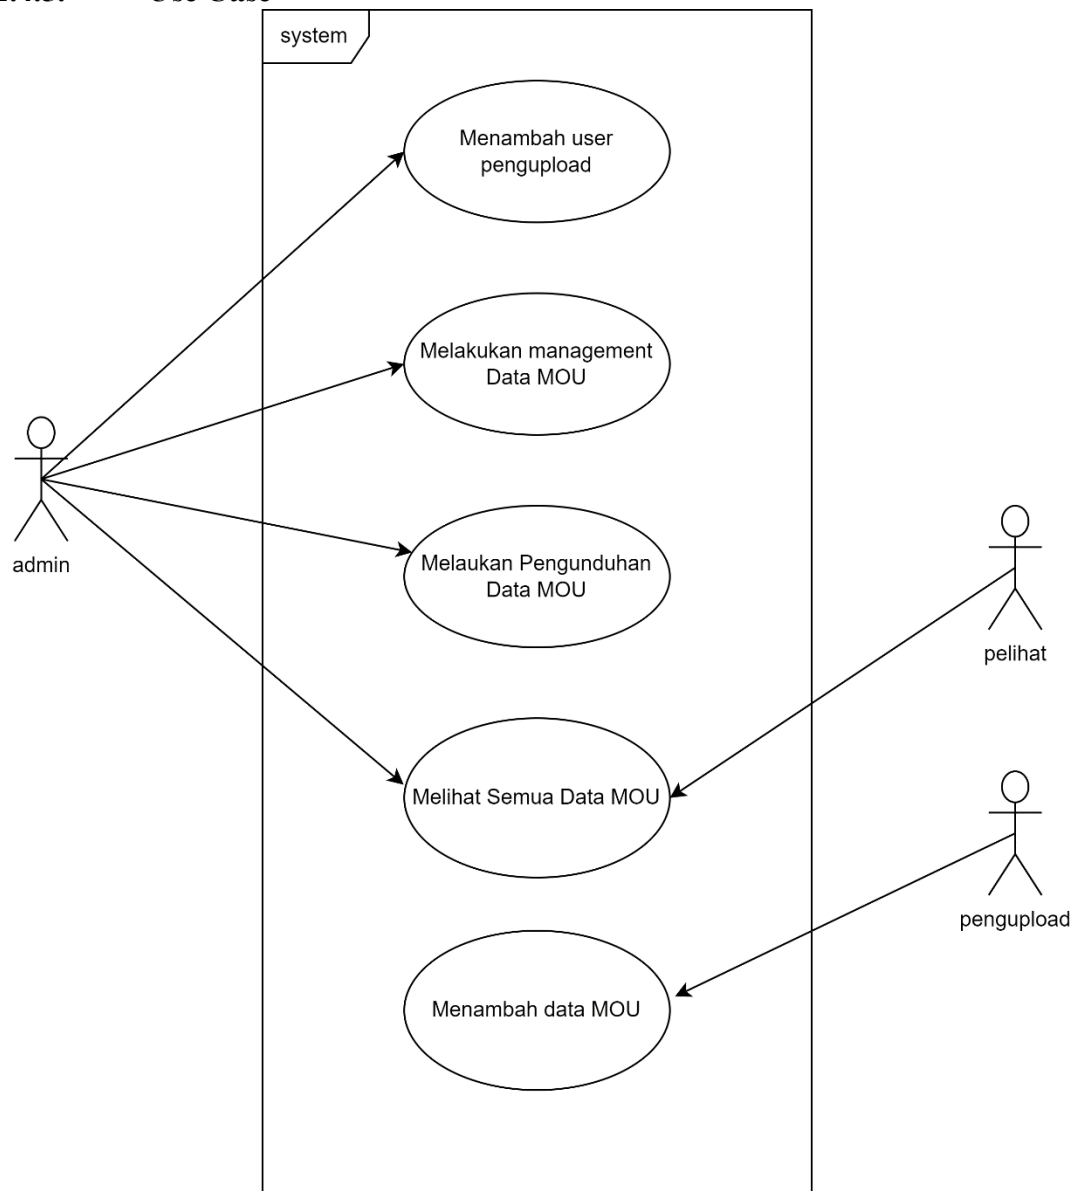 Use Case
system
Menambah user
pengupload
Melakukan management
Data MOU
Melaukan Pengunduhan
Data MOU
admin
pelihat
Melihat Semua Data MOU
pengupload
Menambah data MOU